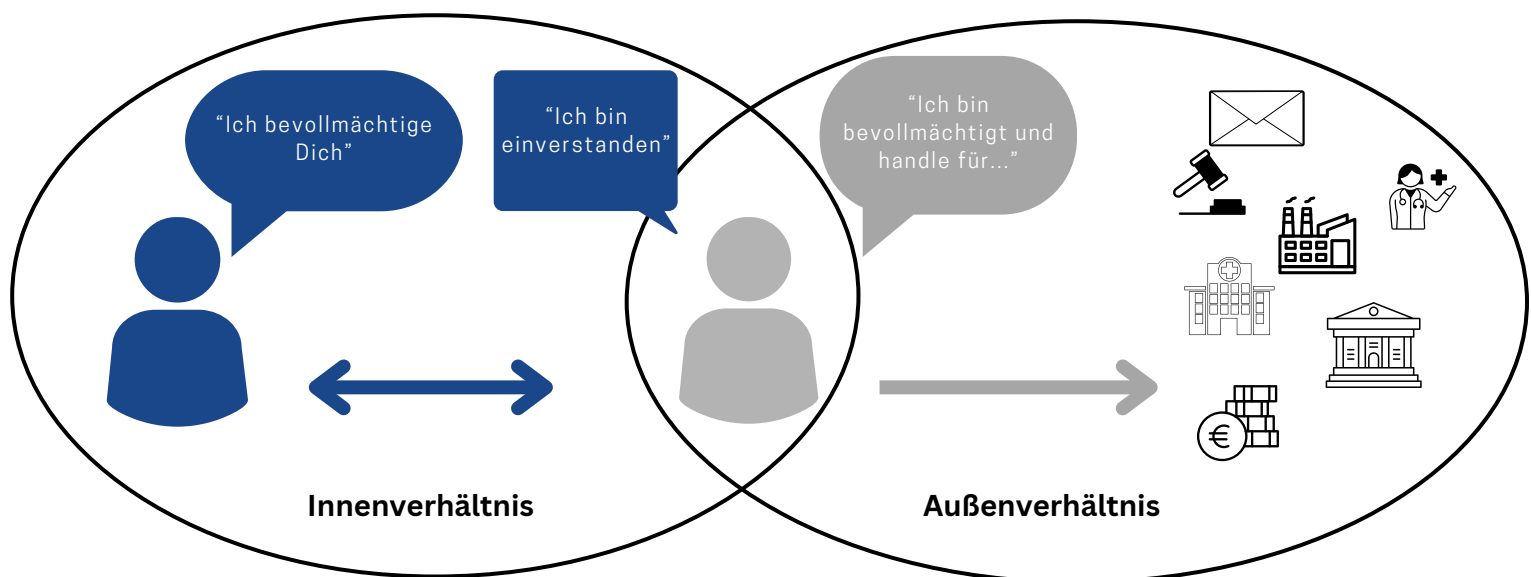 “Ich bevollmächtige
Dich”
“Ich bin
einverstanden”
“Ich bin
bevollmächtigt und
handle für...”
€
Innenverhältnis
Außenverhältnis